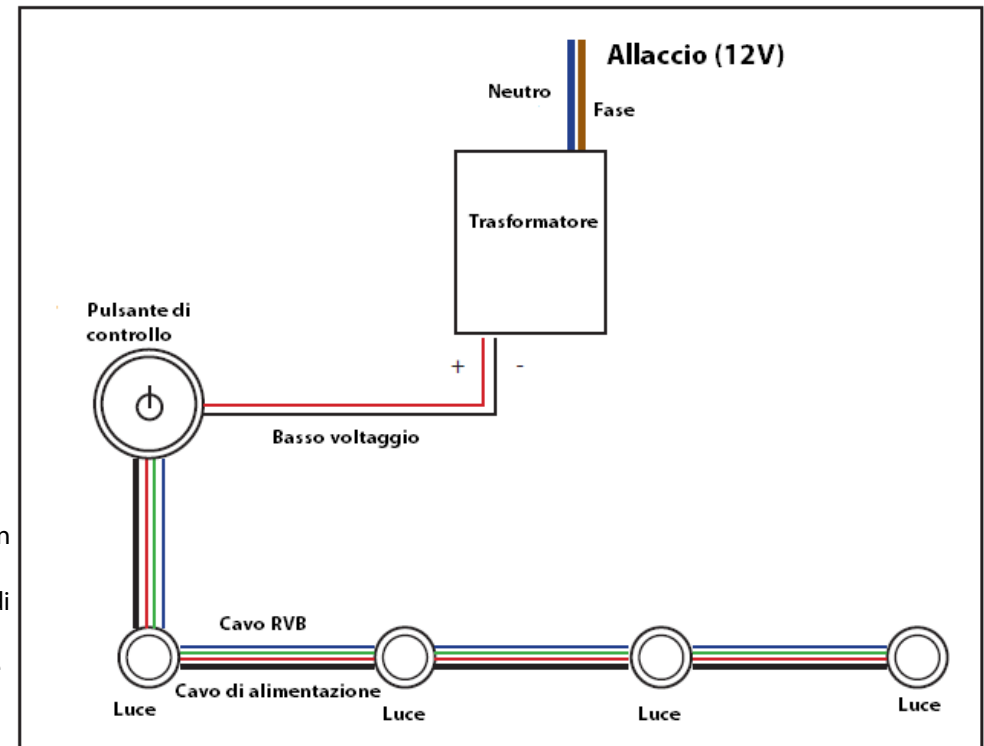 Allaccio (12V)
Neutro
Fase
Trasformatore
Pulsante di
controllo
+ -
Basso voltaggio
n
li
Cavo RVB
Cavo di alimentazione
Luce
Luce
Luce
Luce